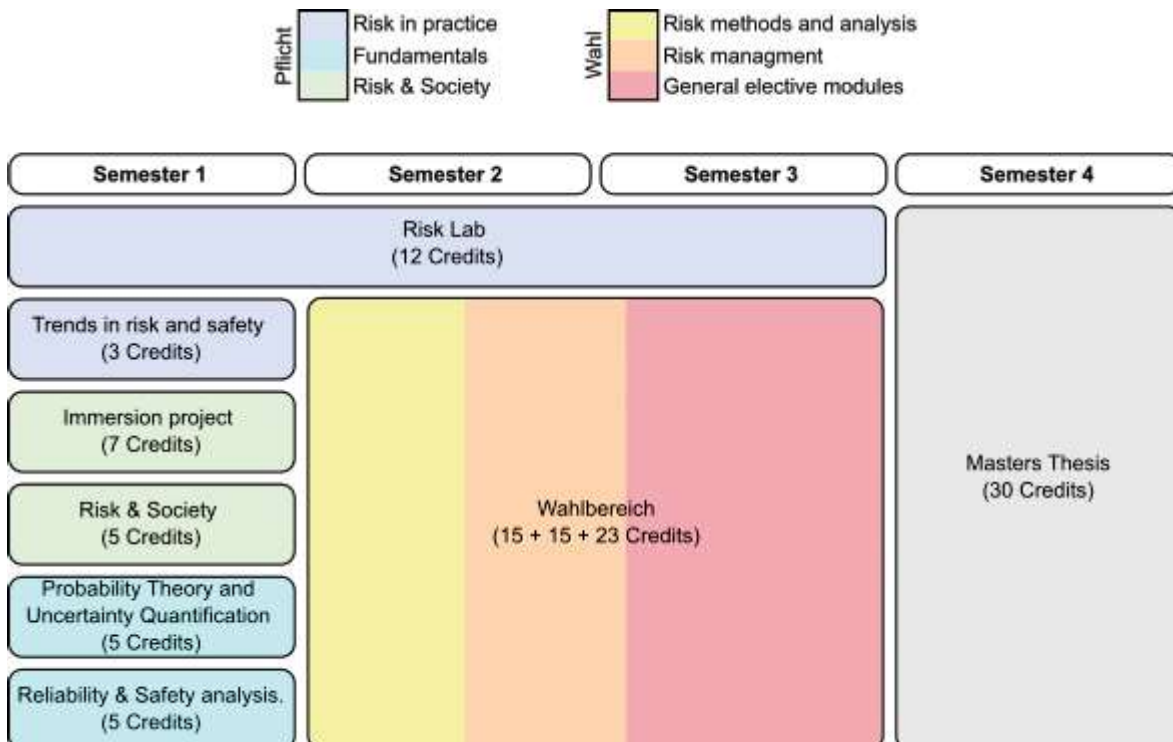 Pflicht
Risk in practice
Fundamentals
Risk & Society
Wahl
Risk methods and analysis
Risk managment
General elective modules
Semester 1
Semester 2
Semester 3
Semester 4
Risk Lab
(12 Credits)
Trends in risk and safety
(3 Credits)
Immersion project
(7 Credits)
Risk & Society
(5 Credits)
Probability Theory and
Uncertainty Quantification
(5 Credits)
Reliability & Safety analysis.
(5 Credits)
Wahlbereich
(15 + 15 + 23 Credits)
Masters Thesis
(30 Credits)